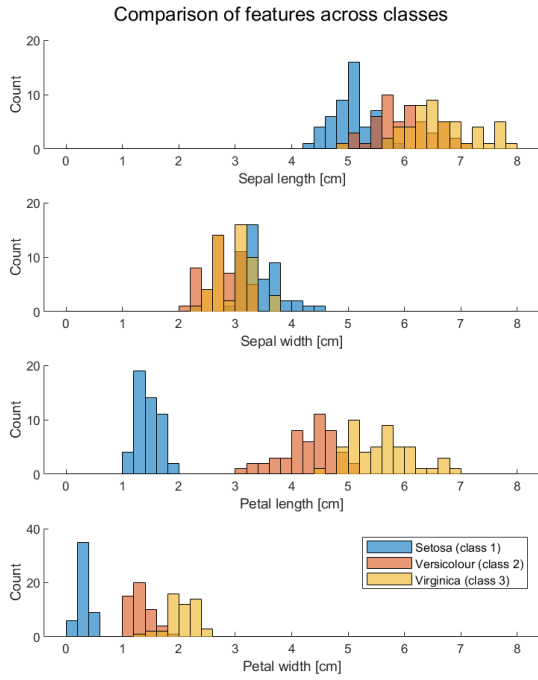 Comparison of features across classes
20
10
0
Count
0 1 2 3 4 5 6 7 8
Sepal length [cm]
20
10
0
Count
0 1 2 3 4 5 6 7 8
Sepal width [cm]
20
10
0
Count
0 1 2 3 4 5 6 7 8
Petal length [cm]
40
20
0
Count
Setosa (class 1)
Versicolour (class 2)
Virginica (class 3)
0 1 2 3 4 5 6 7 8
Petal width [cm]